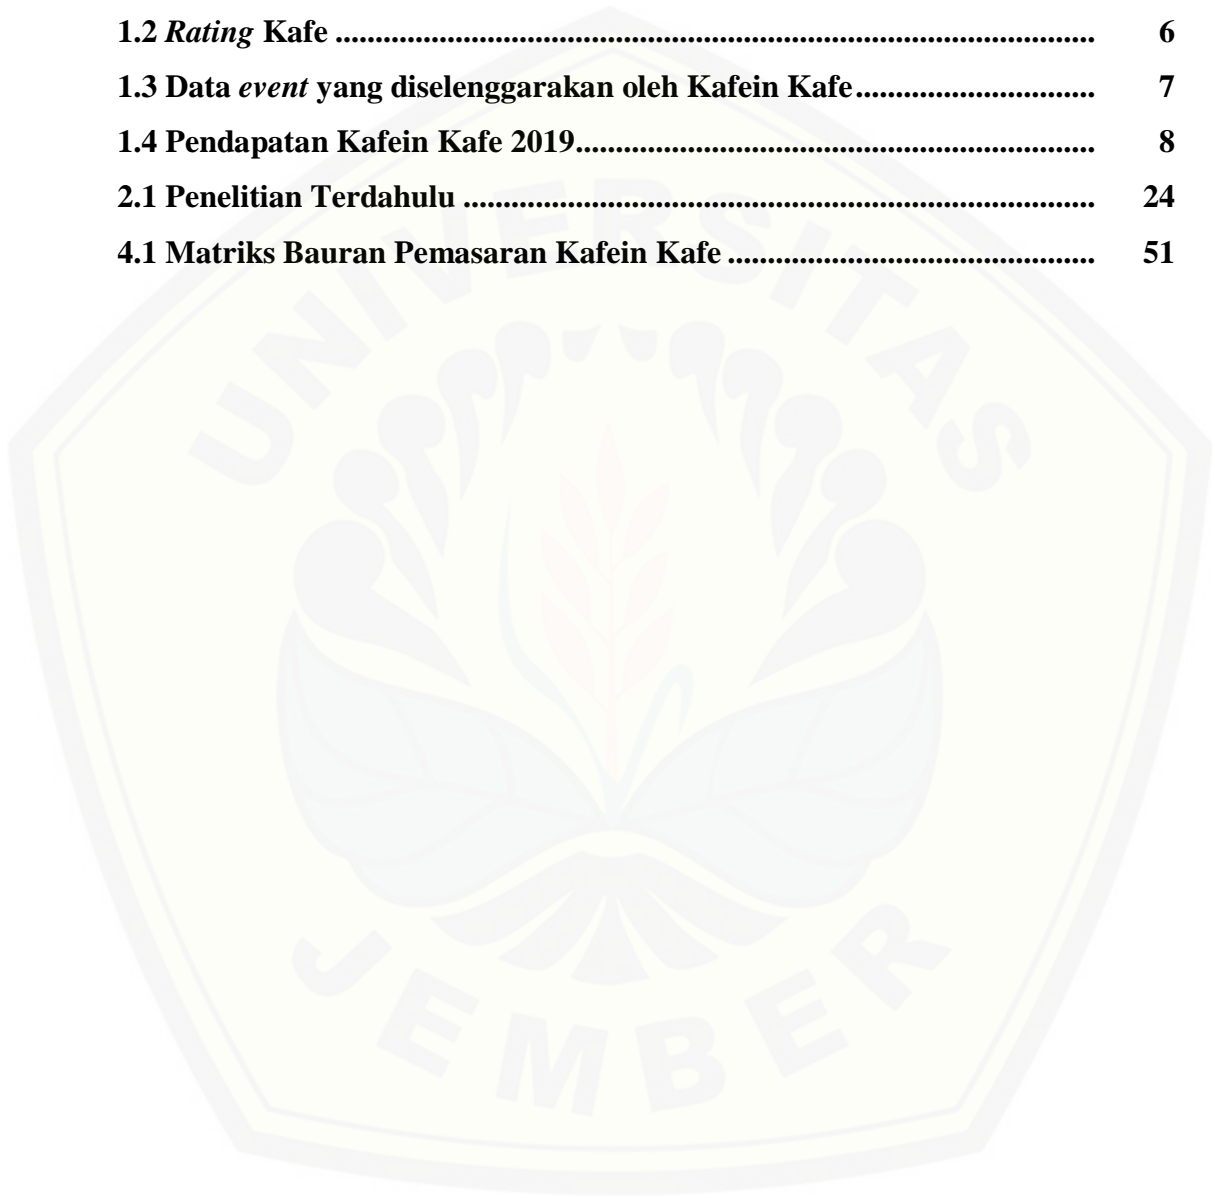 1.2 Rating Kafe ............................................................................................... 6
1.3 Data event yang diselenggarakan oleh Kafein Kafe.............................. 7
1.4 Pendapatan Kafein Kafe 2019................................................................. 8
2.1 Penelitian Terdahulu ............................................................................... 24
4.1 Matriks Bauran Pemasaran Kafein Kafe .............................................. 51
UNIVERSITAS
JEMBER